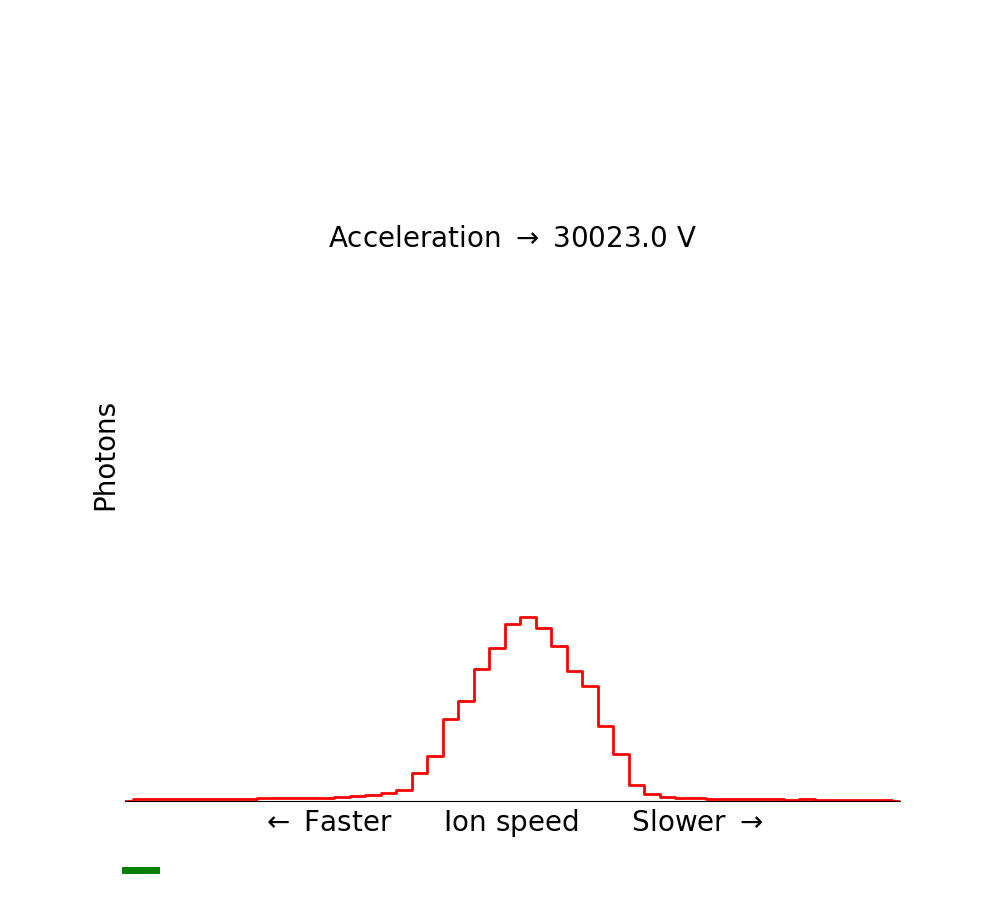 Acceleration → 30023.0 V
Photons
← Faster Ion speed Slower →